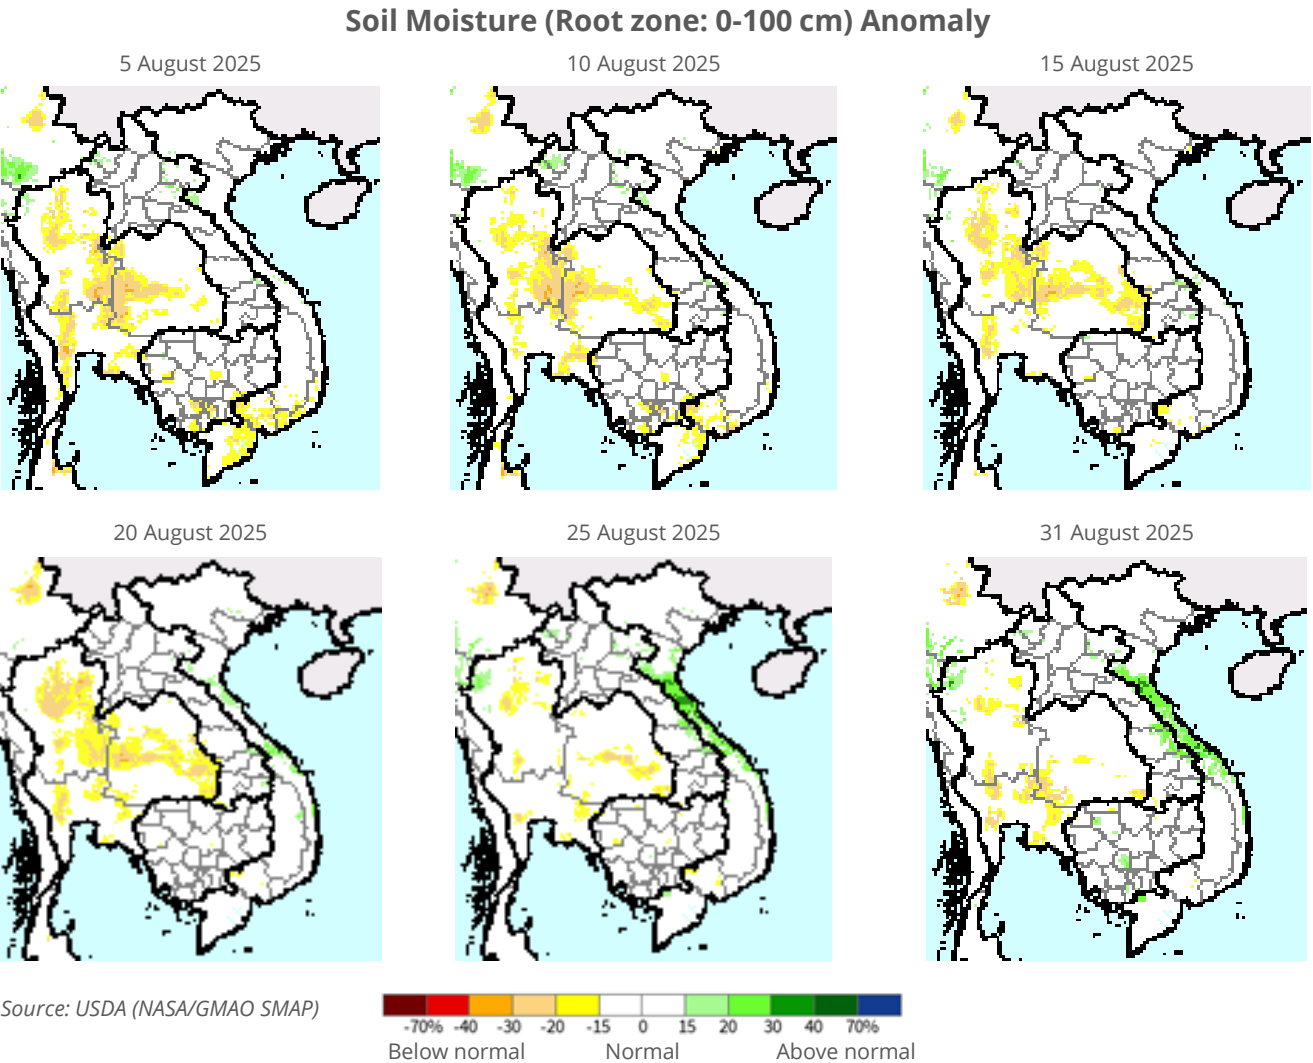 Soil Moisture (Root zone: 0-100 cm) Anomaly
5 August 2025
10 August 2025
15 August 2025
20 August 2025
25 August 2025
31 August 2025
Source: USDA (NASA/GMAO SMAP)
-70% -40 -30 -20 -15 0 15 20 30 40 70%
Below normal Normal Above normal